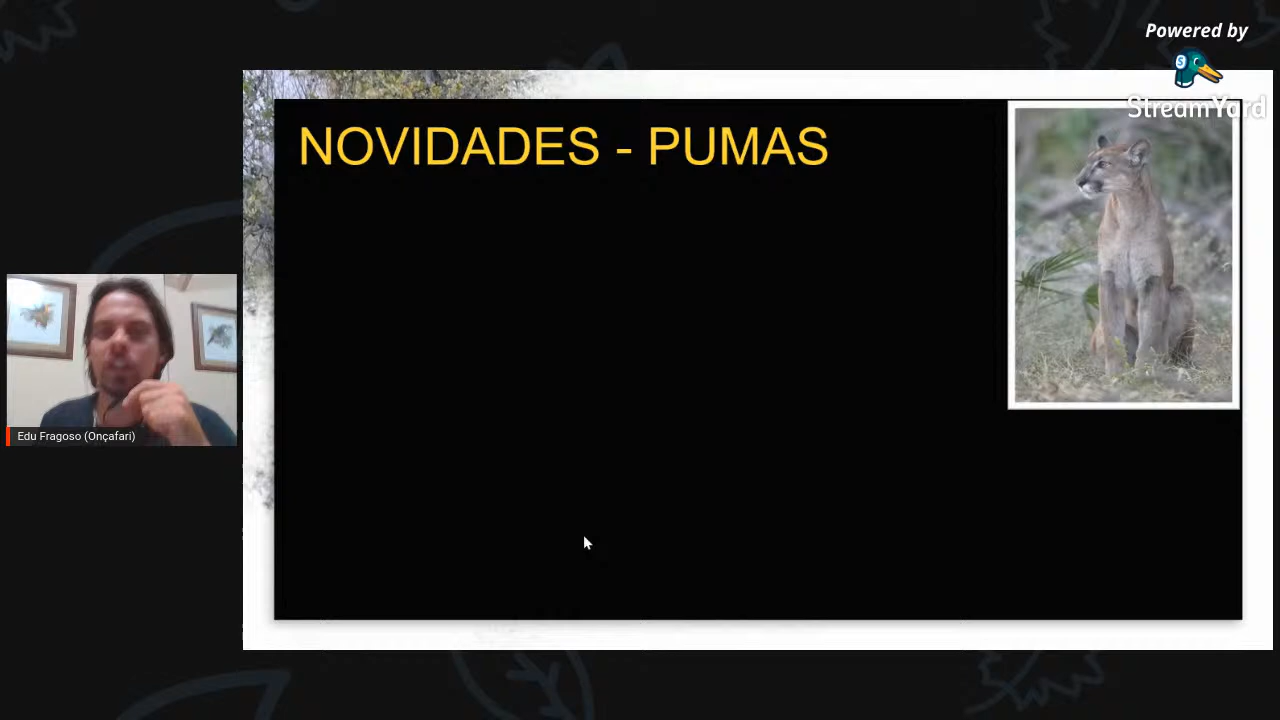 Powered by
StreamYard
NOVIDADES - PUMAS
Edu Fragoso (Onçafari)